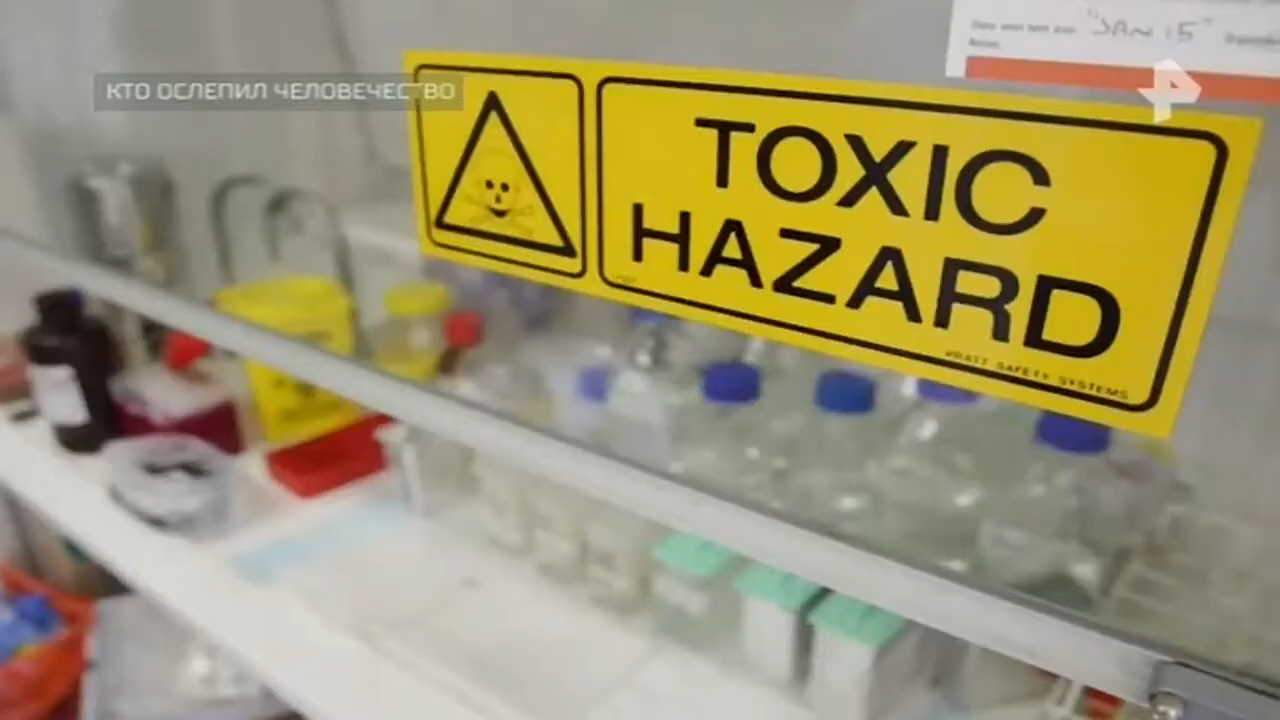 "JAN 15"
КТО ОСЛЕПИЛ ЧЕЛОВЕЧЕСТВО
TOXIC
HAZARD
PRATT SAFETY SYSTEMS